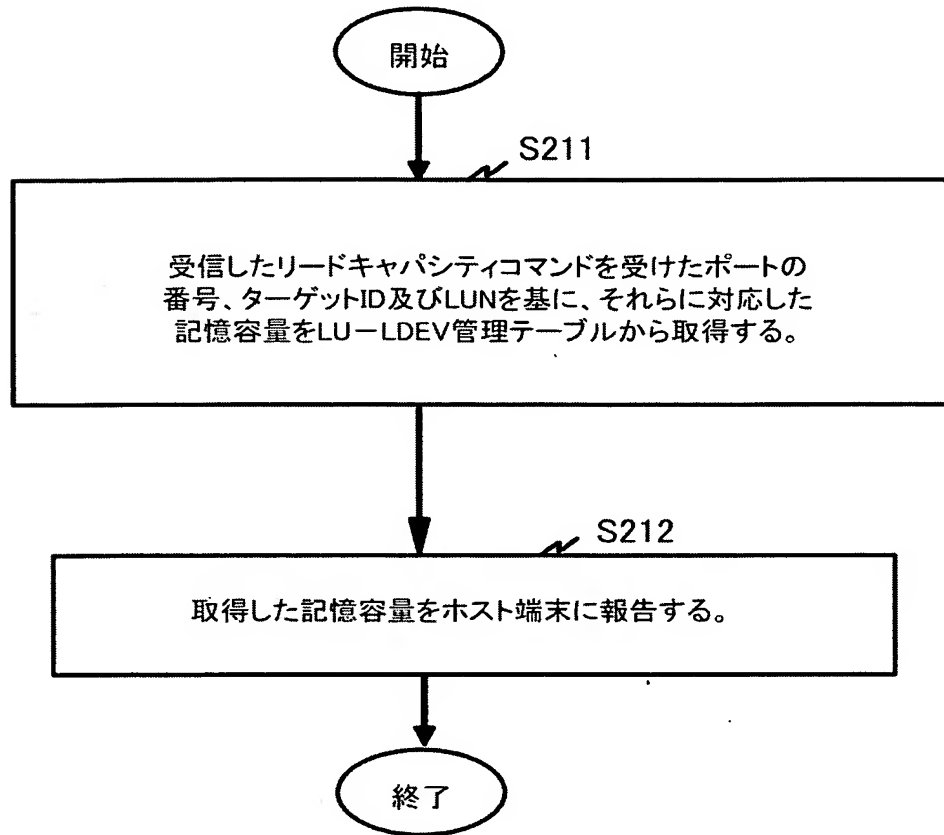 開始
S211
受信したリードキャパシティコマンドを受けたポートの
番号、ターゲットID及びLUNを基に、それらに対応した
記憶容量をLU－LDEV管理テーブルから取得する。
S212
取得した記憶容量をホスト端末に報告する。
終了